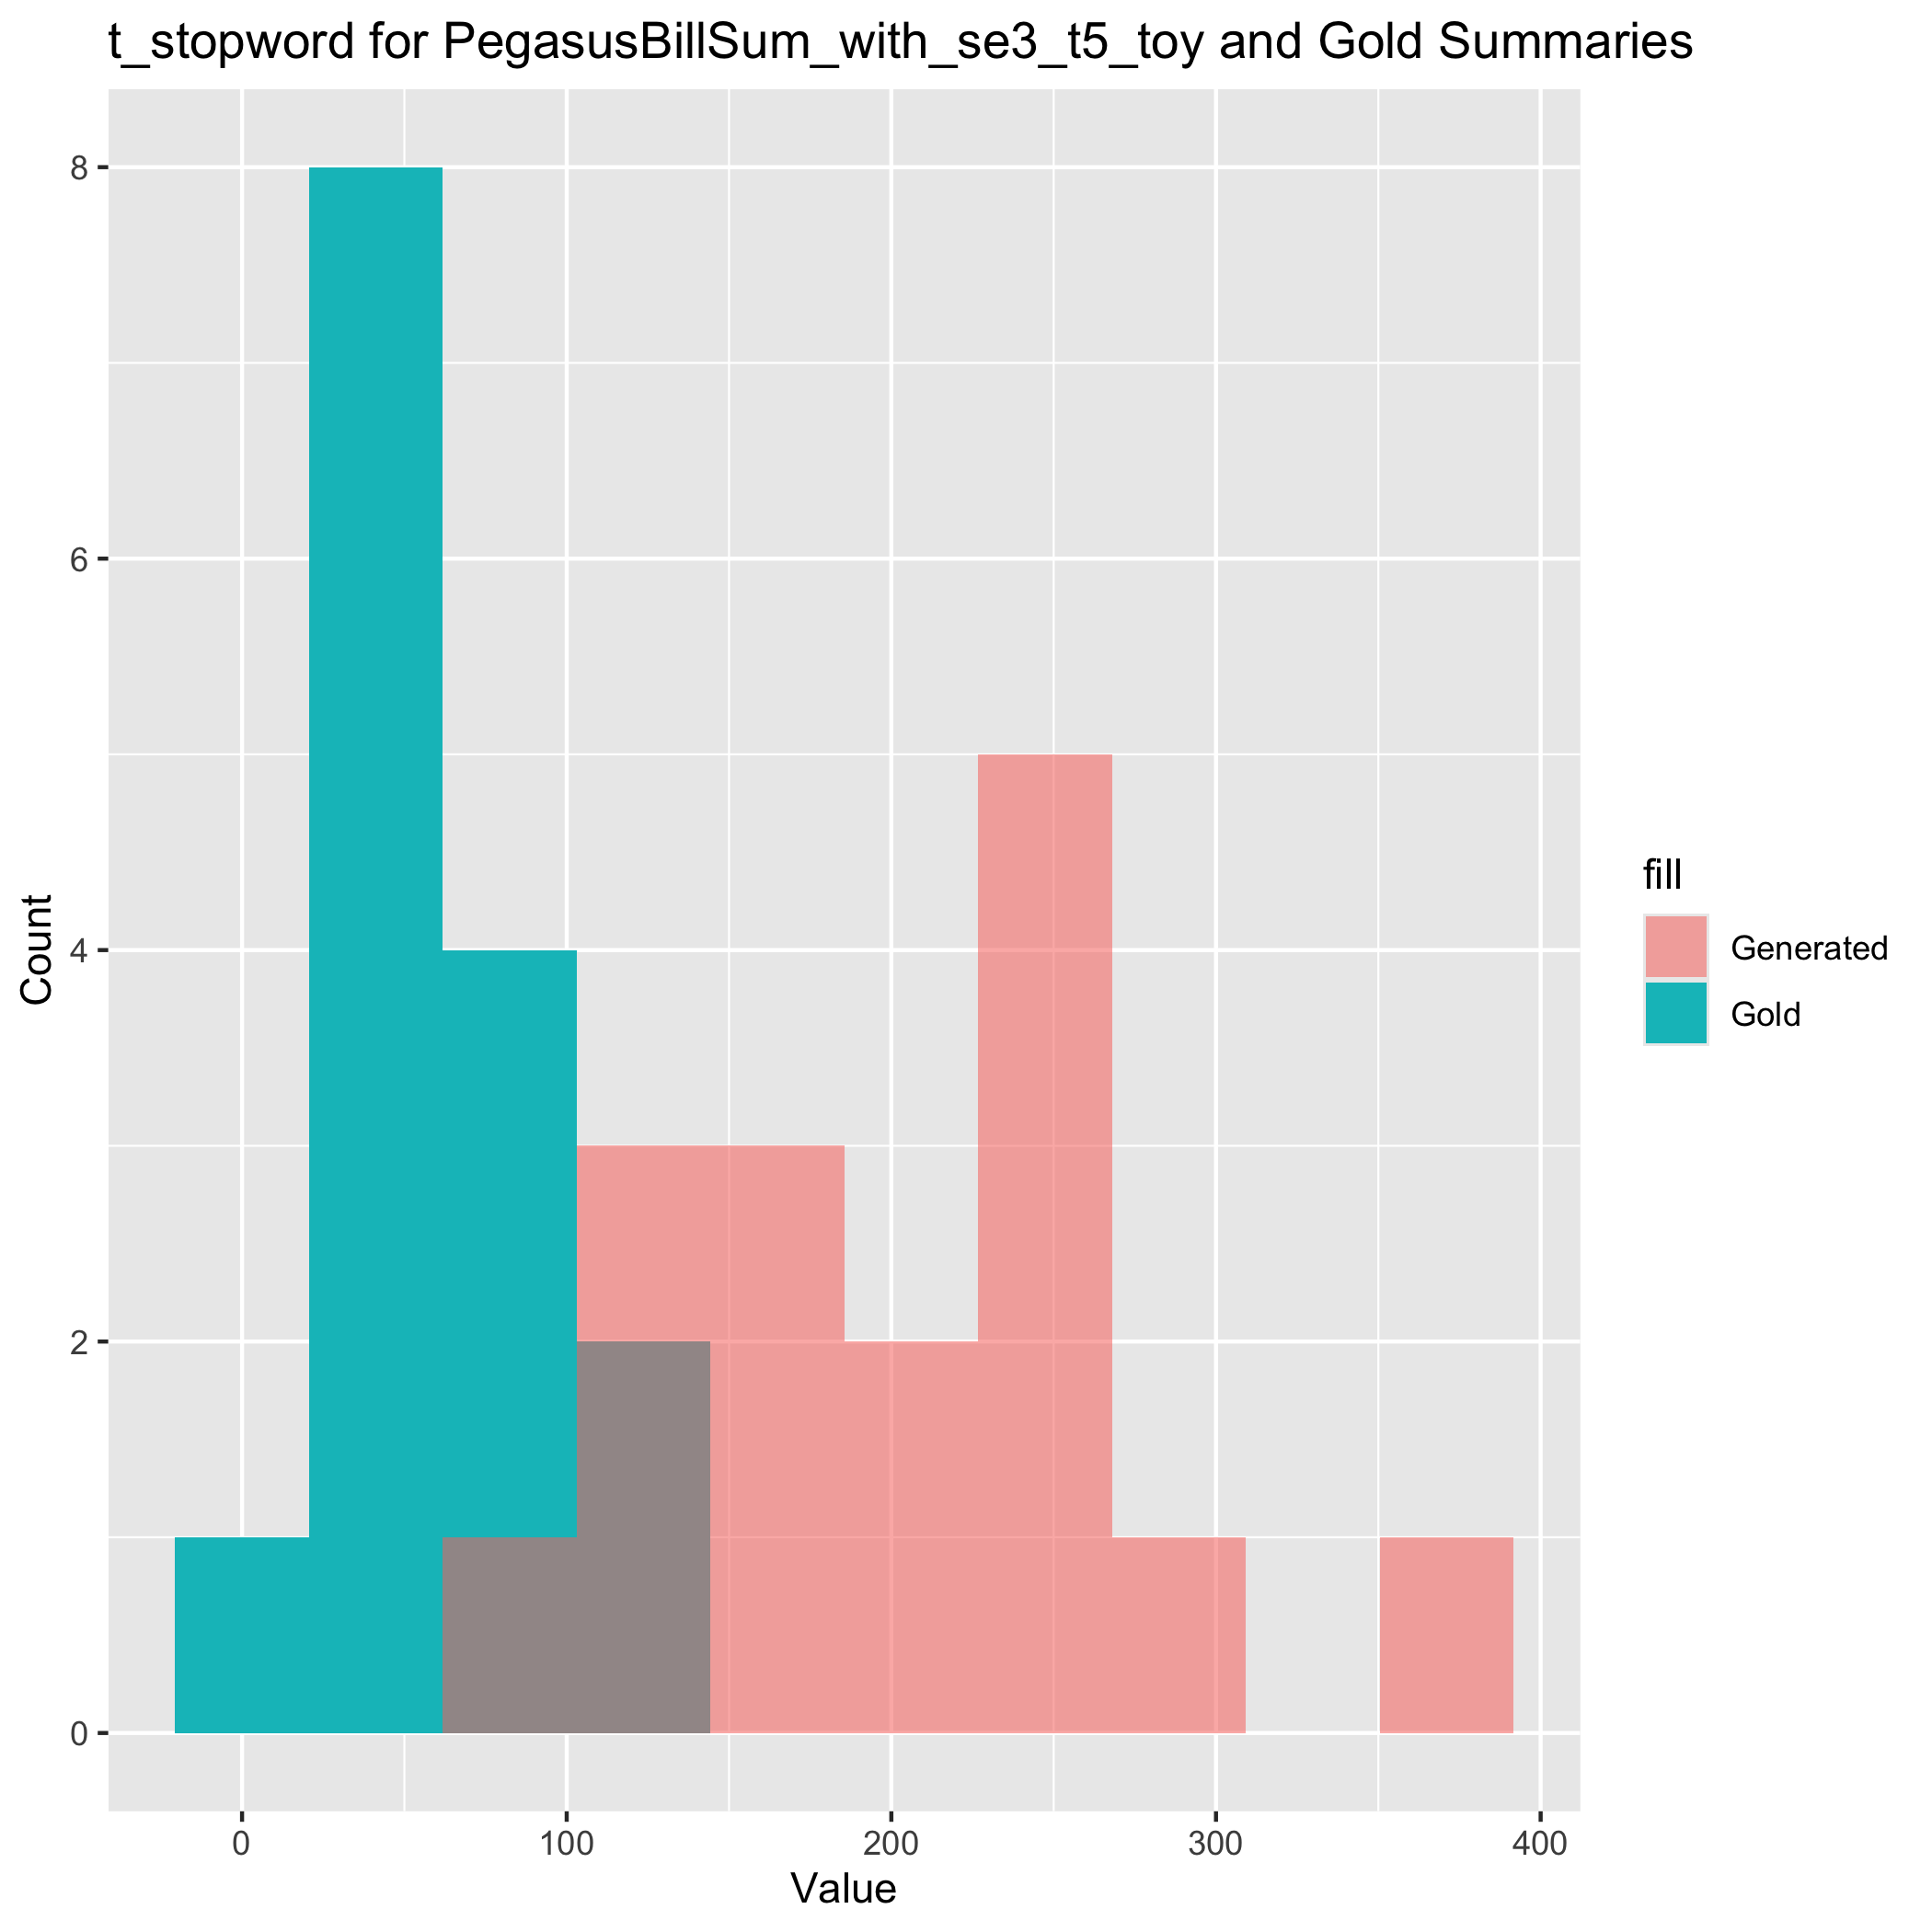 t_stopword for PegasusBillSum_with_se3_t5_toy and Gold Summaries
8
6
4
2
0
Count
0 100 200 300 400
Value
fill
Generated
Gold